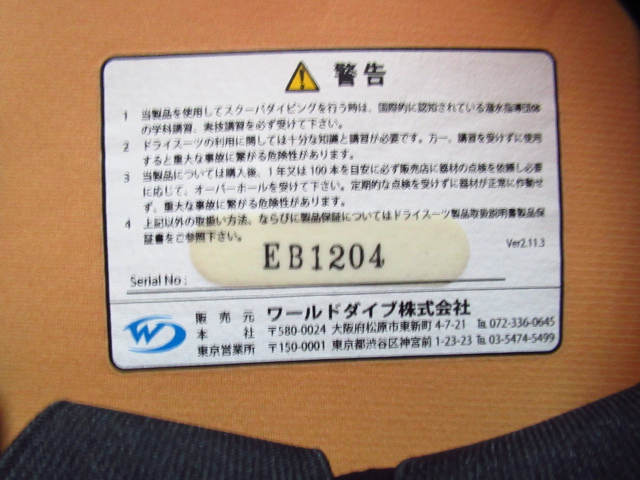 警告
1 当製品を使用してスクーバダイビングを行う時は、国際的に認知されている潜水指導団体
の学科講習、実技講習を必ず受けて下さい。
2 ドライスーツの利用に関しては十分な知識と講習が必要です。万一、講習を受けずに使用
すると重大な事故に繋がる危険性があります。
3 当製品については購入後、1年又は100本を目安に必ず販売店に器材の点検を依頼し必要
に応じて、オーバーホールを受けて下さい。定期的な点検を受けずに器材が正常に作動せ
ず、重大な事故に繋がる危険性があります。
4 上記以外の取扱い方法、ならびに製品保証についてはドライスーツ製品取扱説明書製品保
証書をご参照下さい。
Ver2.11.3
EB1204
Serial No :
販売元 ワールドダイブ株式会社
本社 〒580-0024 大阪府松原市東新町4-7-21 ℡072-336-0645
東京営業所 〒150-0001 東京都渋谷区神宮前1-23-23 ℡03-5474-5499